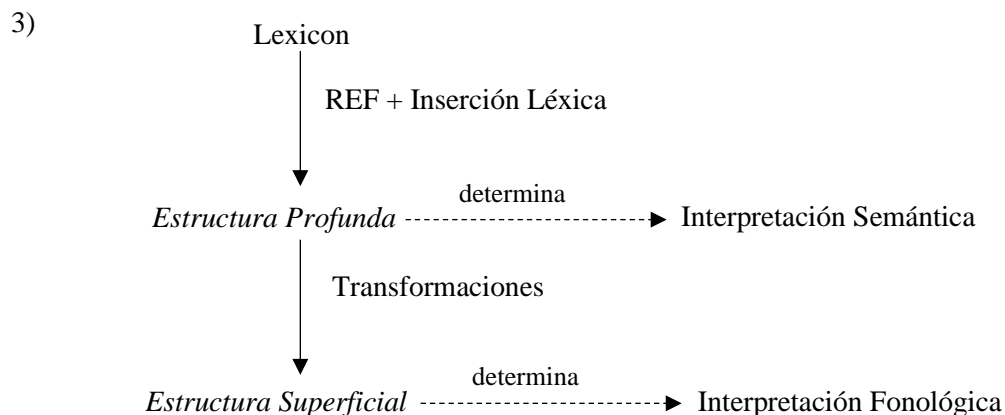 3)
Lexicon
REF + Inserción Léxica
determina
Estructura Profunda
Interpretación Semántica
Transformaciones
determina
Estructura Superficial
Interpretación Fonológica